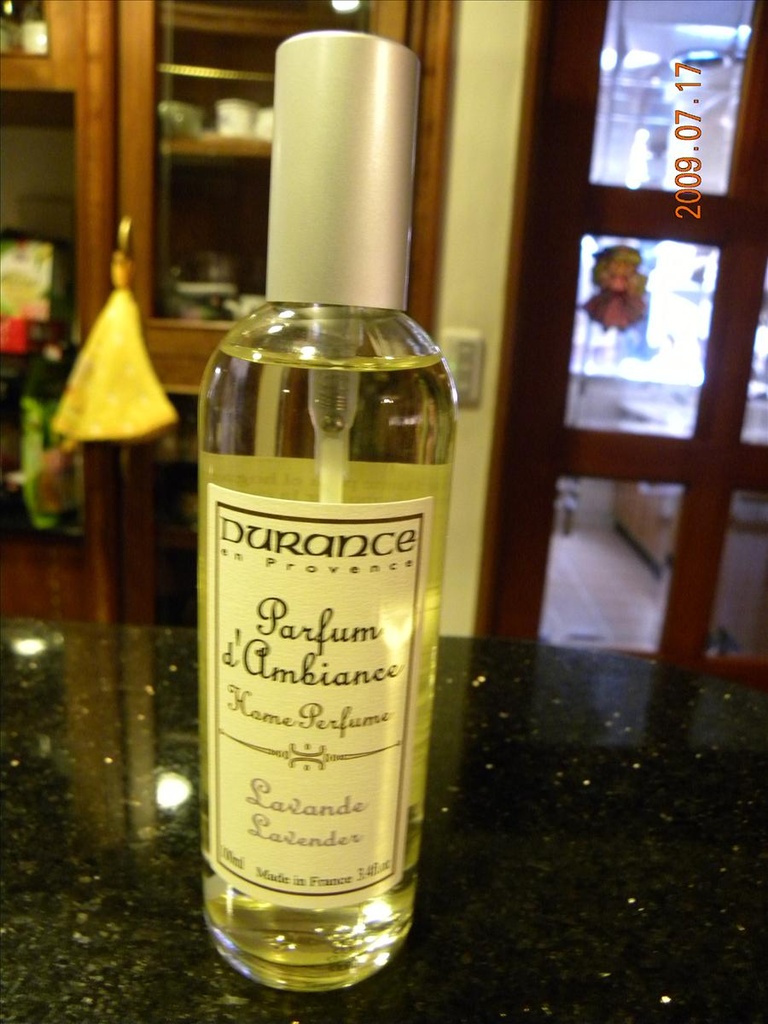 Durance
en Provence
Parfum
d'Ambiance
Home Perfume
Lavande
Lavender
100ml Made in France 3.4fl.oz
2009.07.17